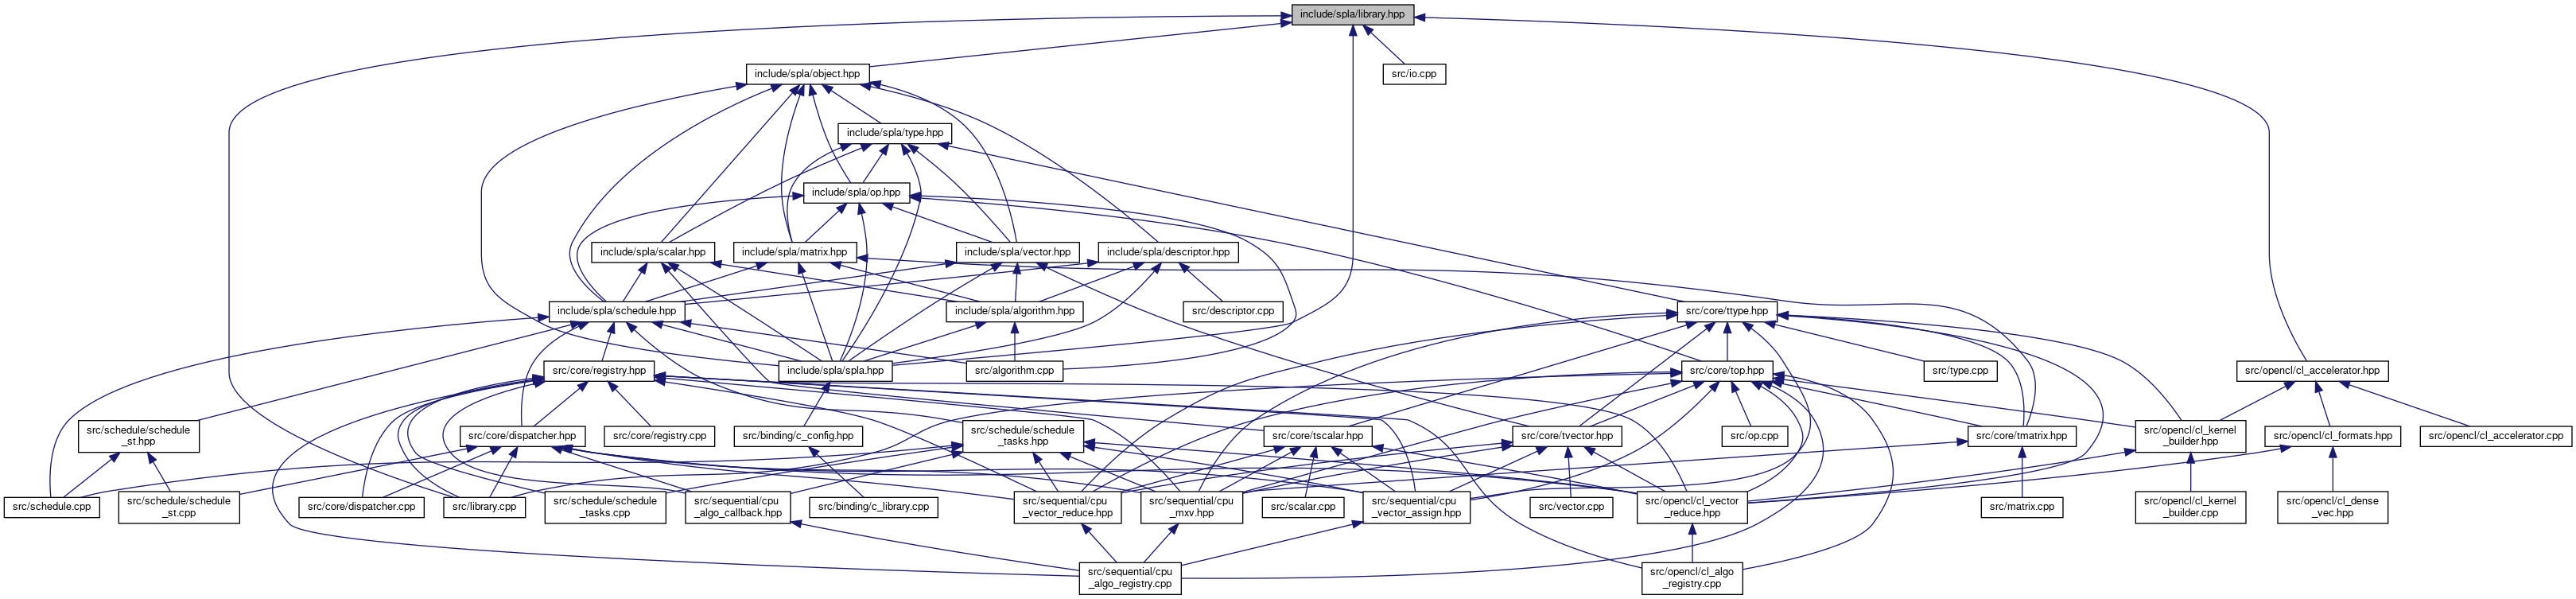 include/spla/library.hpp
include/spla/object.hpp
src/io.cpp
include/spla/type.hpp
include/spla/op.hpp
include/spla/scalar.hpp
include/spla/matrix.hpp
include/spla/vector.hpp
include/spla/descriptor.hpp
include/spla/schedule.hpp
include/spla/algorithm.hpp
src/descriptor.cpp
src/core/ttype.hpp
src/core/registry.hpp
include/spla/spla.hpp
src/algorithm.cpp
src/core/top.hpp
src/type.cpp
src/opencl/cl_accelerator.hpp
src/schedule/schedule
_st.hpp
src/core/dispatcher.hpp
src/core/registry.cpp
src/binding/c_config.hpp
src/schedule/schedule
_tasks.hpp
src/core/tscalar.hpp
src/core/tvector.hpp
src/op.cpp
src/core/tmatrix.hpp
src/opencl/cl_kernel
_builder.hpp
src/opencl/cl_formats.hpp
src/opencl/cl_accelerator.cpp
src/schedule.cpp
src/schedule/schedule
_st.cpp
src/core/dispatcher.cpp
src/library.cpp
src/schedule/schedule
_tasks.cpp
src/sequential/cpu
_algo_callback.hpp
src/binding/c_library.cpp
src/sequential/cpu
_vector_reduce.hpp
src/sequential/cpu
_mxv.hpp
src/scalar.cpp
src/sequential/cpu
_vector_assign.hpp
src/vector.cpp
src/opencl/cl_vector
_reduce.hpp
src/matrix.cpp
src/opencl/cl_kernel
_builder.cpp
src/opencl/cl_dense
_vec.hpp
src/sequential/cpu
_algo_registry.cpp
src/opencl/cl_algo
_registry.cpp